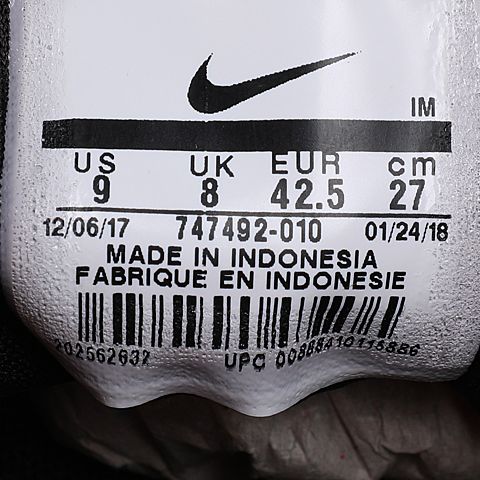 IM
US UK EUR cm
9 8 42.5 27
12/06/17 747492-010 01/24/18
MADE IN INDONESIA
FABRIQUE EN INDONESIE
202562632
UPC